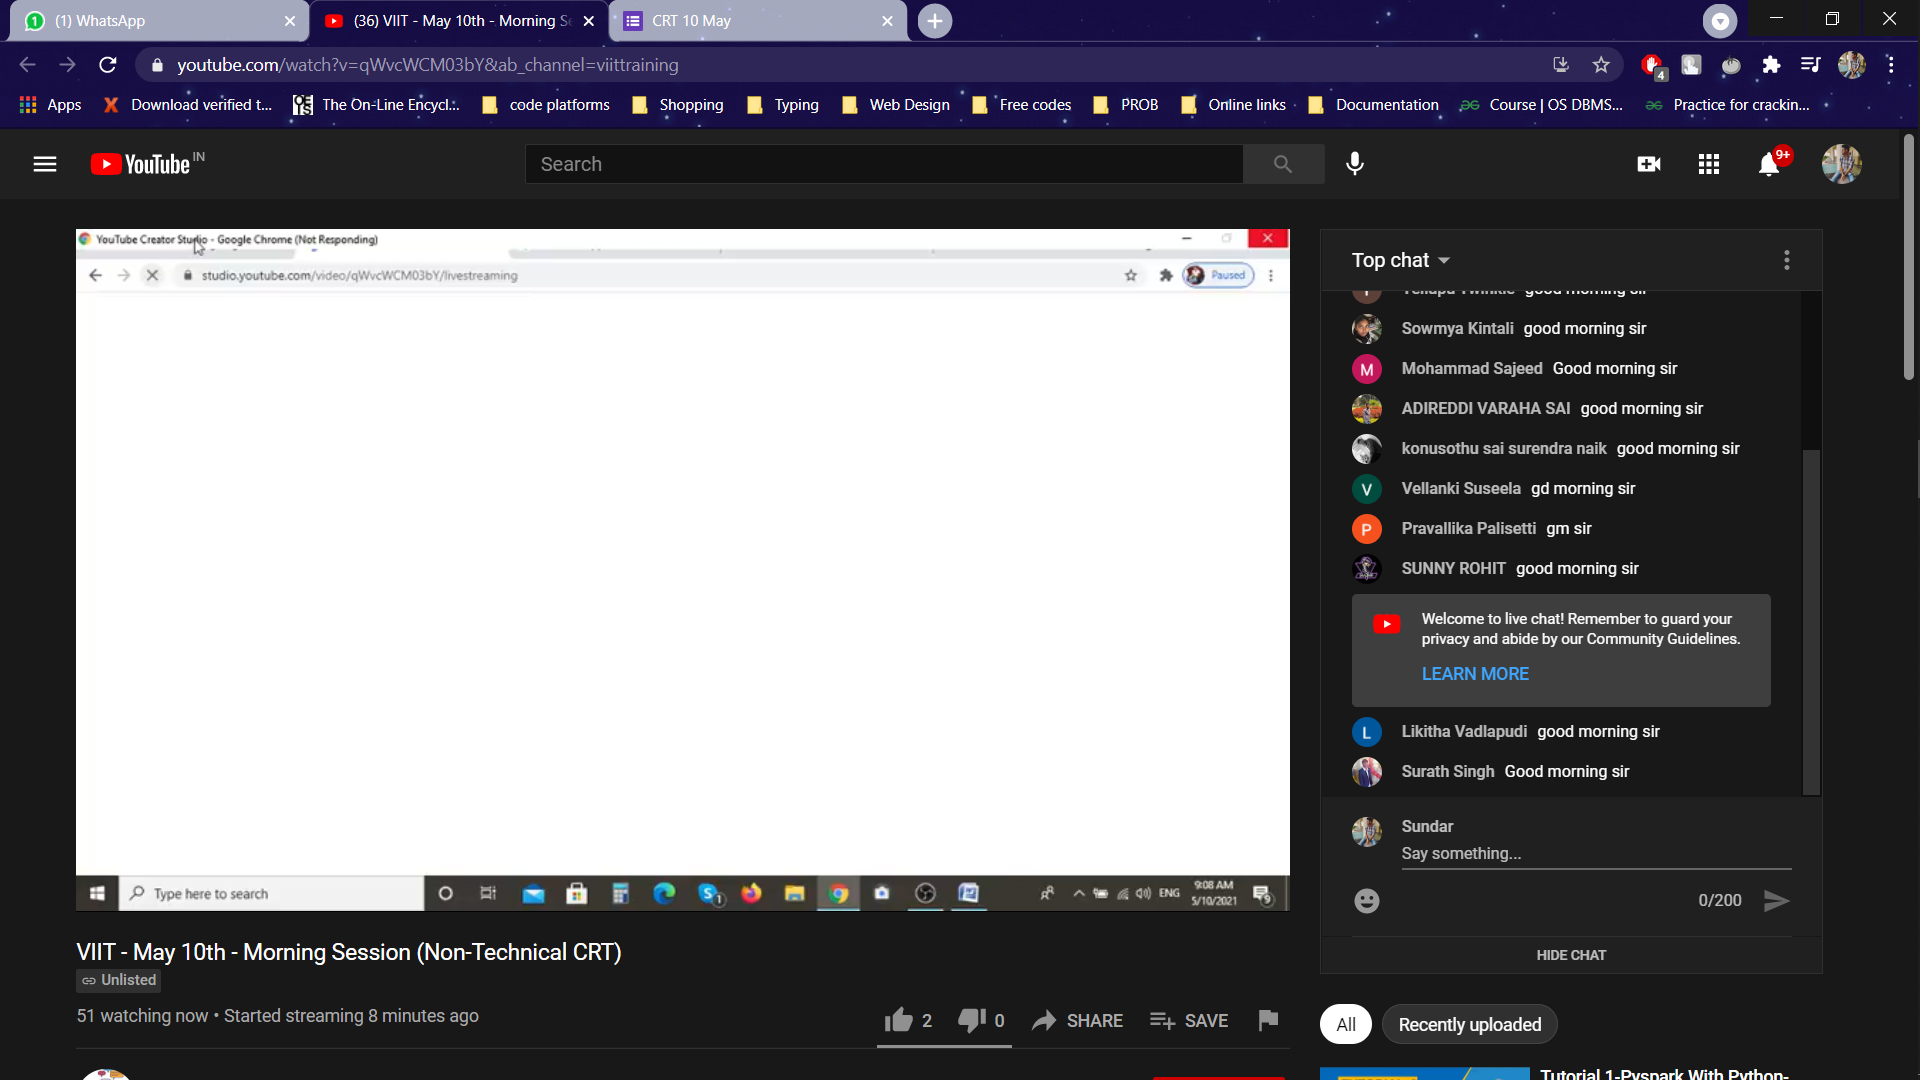 (1) WhatsApp
(36) VIIT - May 10th - Morning Se
CRT 10 May
youtube.com/watch?v=qWvcWCM03bY&ab_channel=viittraining
4
Apps
Download verified t...
The On-Line Encycl...
code platforms
Shopping
Typing
Web Design
Free codes
PROB
Online links
Documentation
Course | OS DBMS...
Practice for crackin...
YouTube IN
Search
9+
YouTube Creator Studio - Google Chrome (Not Responding)
studio.youtube.com/video/qWvcWCM03bY/livestreaming
Paused
Type here to search
ENG
9:08 AM
5/10/2021
Top chat
Sowmya Kintali good morning sir
M Mohammad Sajeed Good morning sir
ADIREDDI VARAHA SAI good morning sir
konusothu sai surendra naik good morning sir
V Vellanki Suseela gd morning sir
P Pravallika Palisetti gm sir
SUNNY ROHIT good morning sir
Welcome to live chat! Remember to guard your
privacy and abide by our Community Guidelines.
LEARN MORE
L Likitha Vadlapudi good morning sir
Surath Singh Good morning sir
Sundar
Say something...
0/200
HIDE CHAT
VIIT - May 10th - Morning Session (Non-Technical CRT)
Unlisted
51 watching now • Started streaming 8 minutes ago
2
0
SHARE
SAVE
All
Recently uploaded
Tutorial 1-Pyspark With Python-